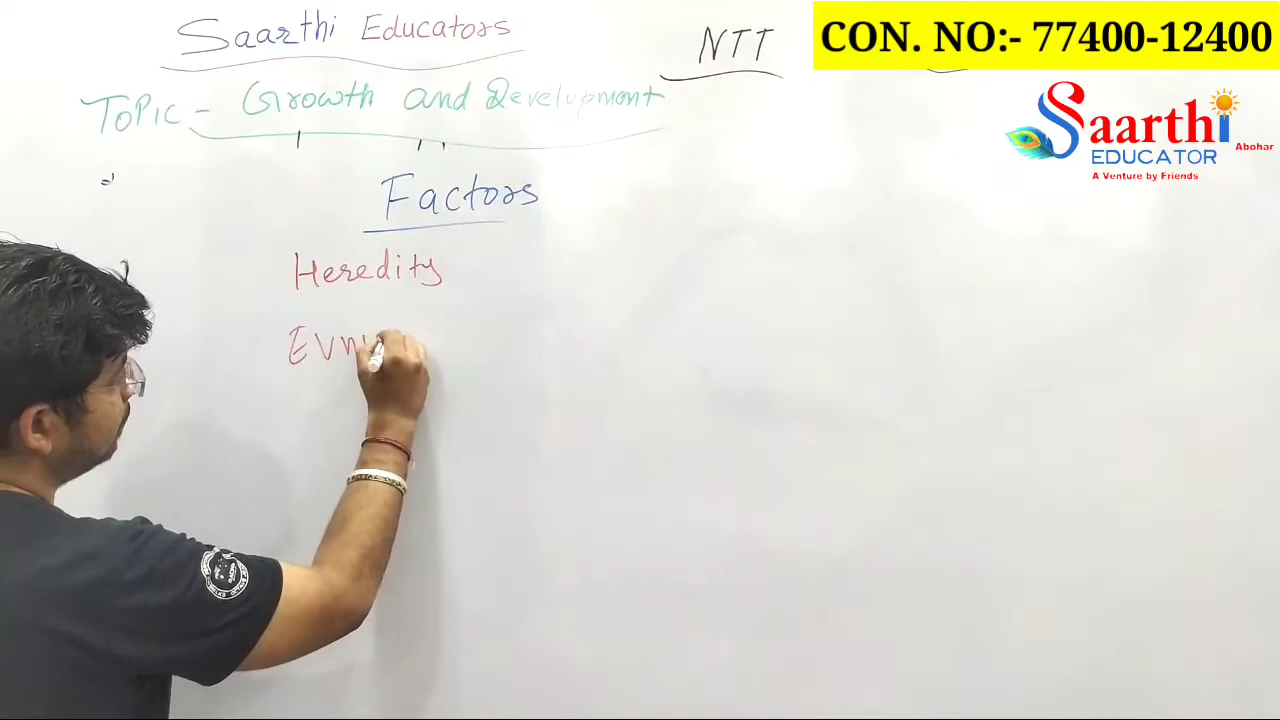 Saarthi Educators
NTT
CON. NO:- 77400-12400
Topic - Growth and Development
Saarthi
EDUCATOR
Abohar
A Venture by Friends
Factors
Heredity